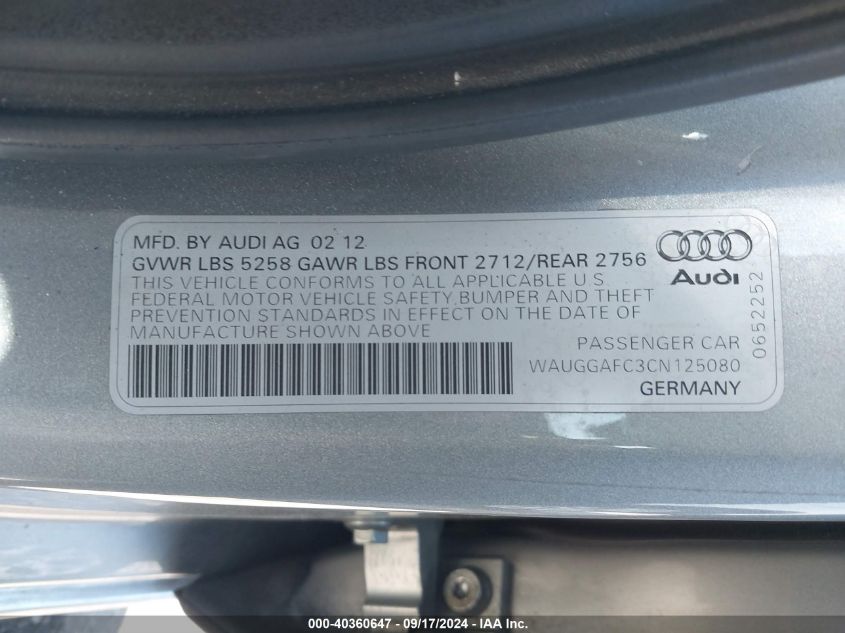 MFD. BY AUDI AG 02 12
GVWR LBS 5258 GAWR LBS FRONT 2712/REAR 2756
THIS VEHICLE CONFORMS TO ALL APPLICABLE U S
FEDERAL MOTOR VEHICLE SAFETY, BUMPER AND THEFT
PREVENTION STANDARDS IN EFFECT ON THE DATE OF
MANUFACTURE SHOWN ABOVE
Audi
PASSENGER CAR
WAUGGAFC3CN125080
GERMANY
0652252
000-40360647 - 09/17/2024 - IMAGE COPYRIGHT - IAA, INC.